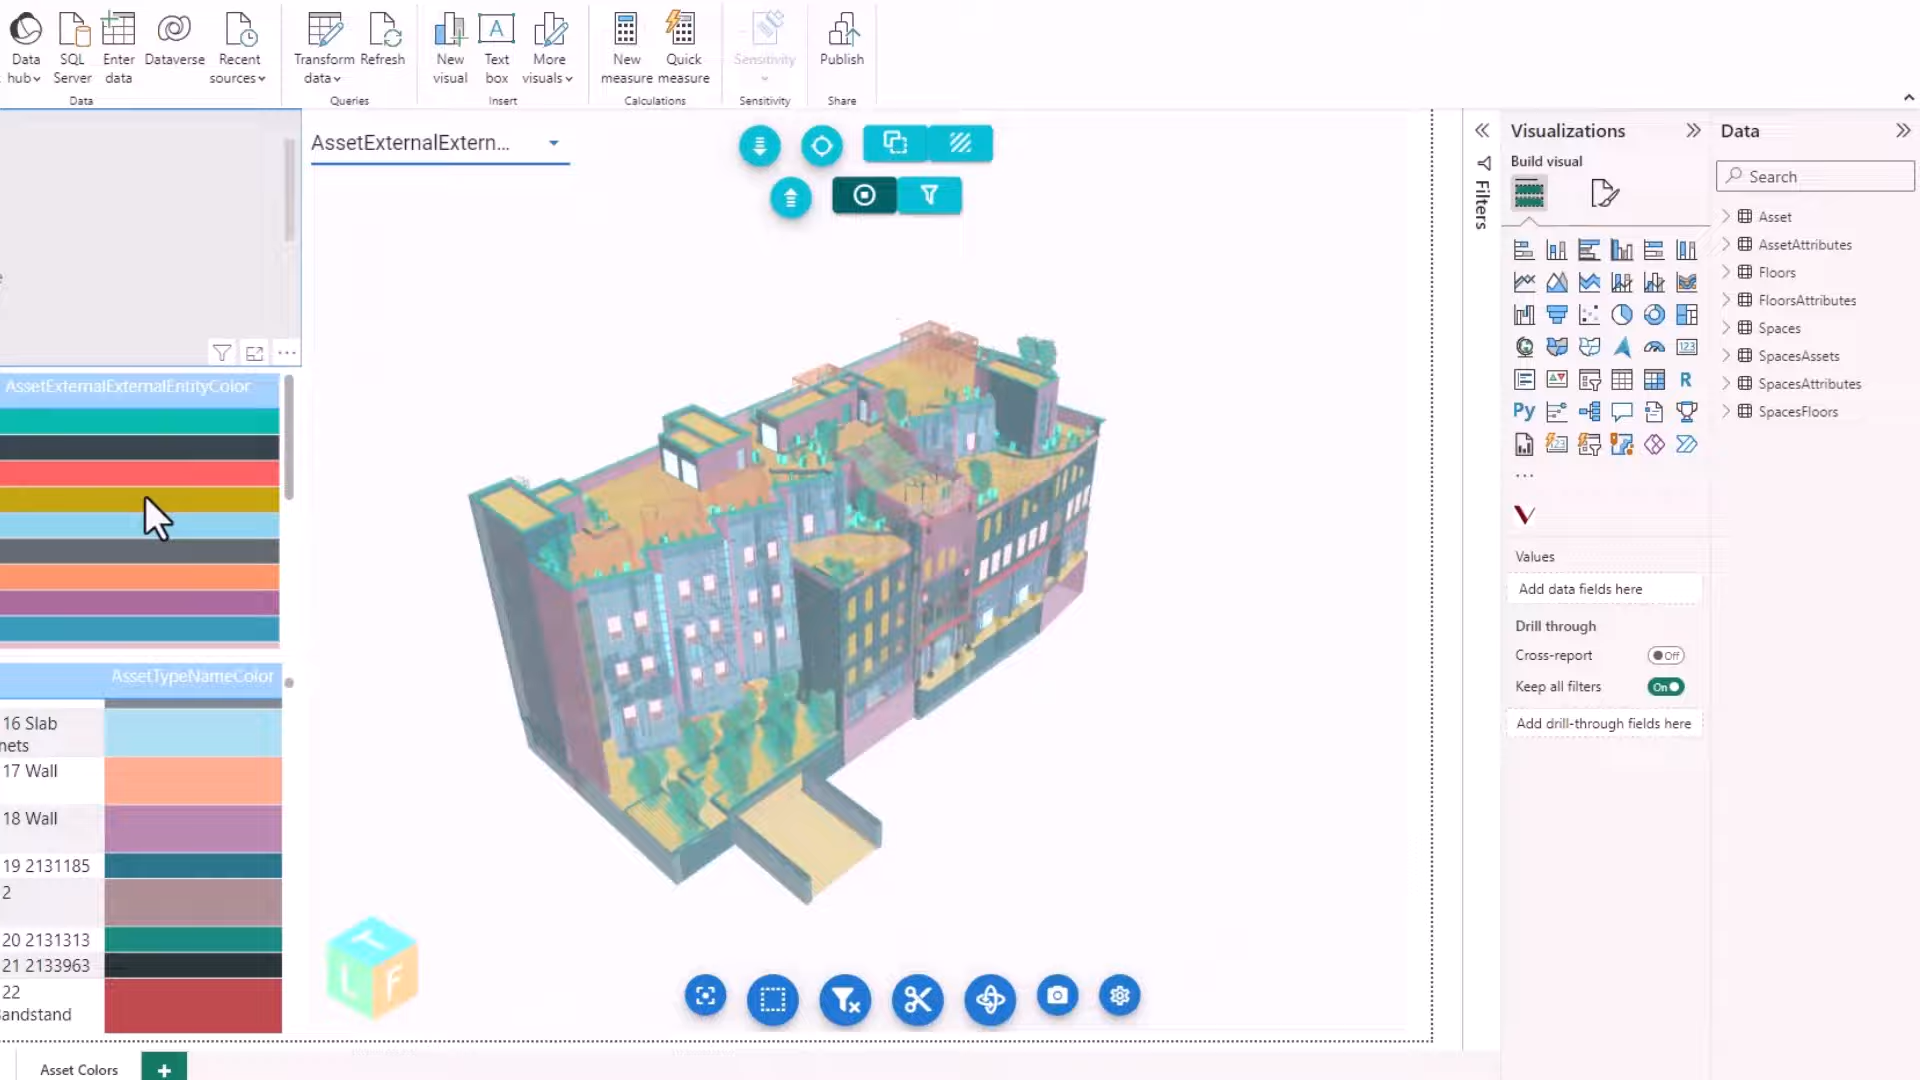 Data hub
SQL Server
Enter data
Dataverse
Recent sources
Transform data
Refresh
New visual
Text box
More visuals
New measure
Quick measure
Sensitivity
Publish
Data
Queries
Insert
Calculations
Sensitivity
Share
AssetExternalExtern...
AssetExternalExternalEntityColor
AssetTypeNameColor
16 Slab
nets
17 Wall
18 Wall
19 2131185
2
20 2131313
21 2133963
22
andstand
T
L F
Filters
Visualizations
Build visual
123
R
Py
123
...
Values
Add data fields here
Drill through
Cross-report
Off
Keep all filters
On
Add drill-through fields here
Data
Search
Asset
AssetAttributes
Floors
FloorsAttributes
Spaces
SpacesAssets
SpacesAttributes
SpacesFloors
Asset Colors
+